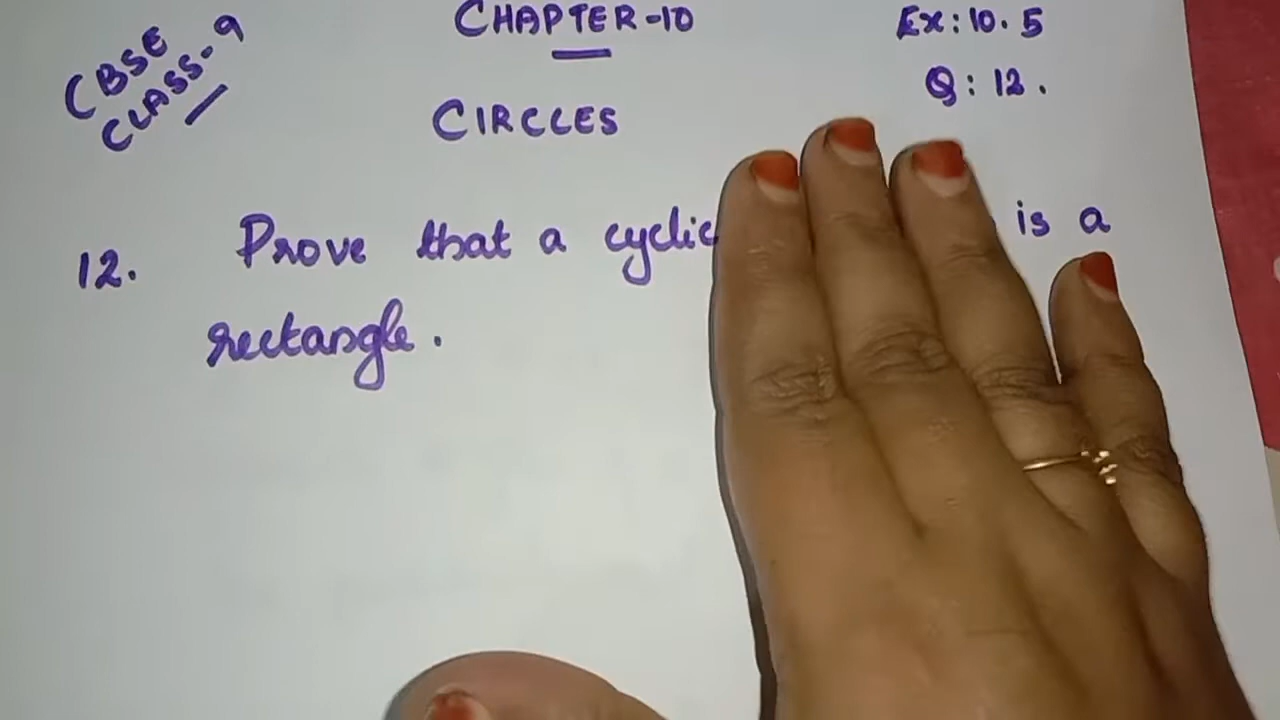 CBSE
CLASS-9
CHAPTER-10
CIRCLES
Ex: 10.5
Q: 12.
12. Prove that a cyclic is a
rectangle.